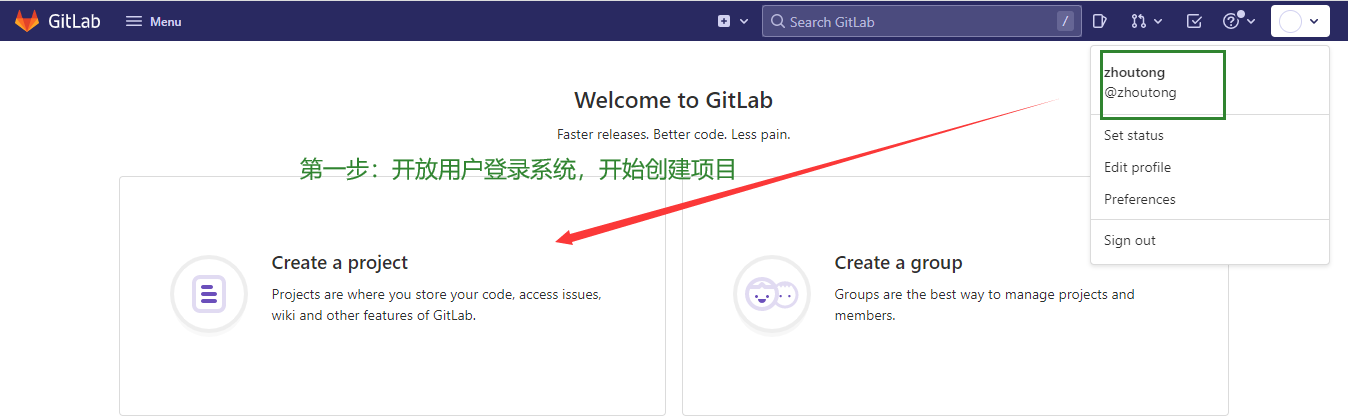 GitLab
Menu
Search GitLab
/
zhoutong
@zhoutong
Set status
Edit profile
Preferences
Sign out
Welcome to GitLab
Faster releases. Better code. Less pain.
第一步：开放用户登录系统，开始创建项目
Create a project
Projects are where you store your code, access issues,
wiki and other features of GitLab.
Create a group
Groups are the best way to manage projects and
members.